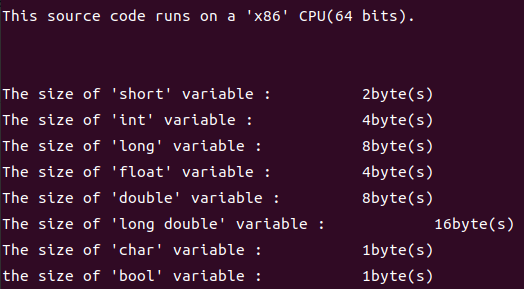 This source code runs on a 'x86' CPU(64 bits).
The size of 'short' variable : 2byte(s)
The size of 'int' variable : 4byte(s)
The size of 'long' variable : 8byte(s)
The size of 'float' variable : 4byte(s)
The size of 'double' variable : 8byte(s)
The size of 'long double' variable : 16byte(s)
The size of 'char' variable : 1byte(s)
the size of 'bool' variable : 1byte(s)